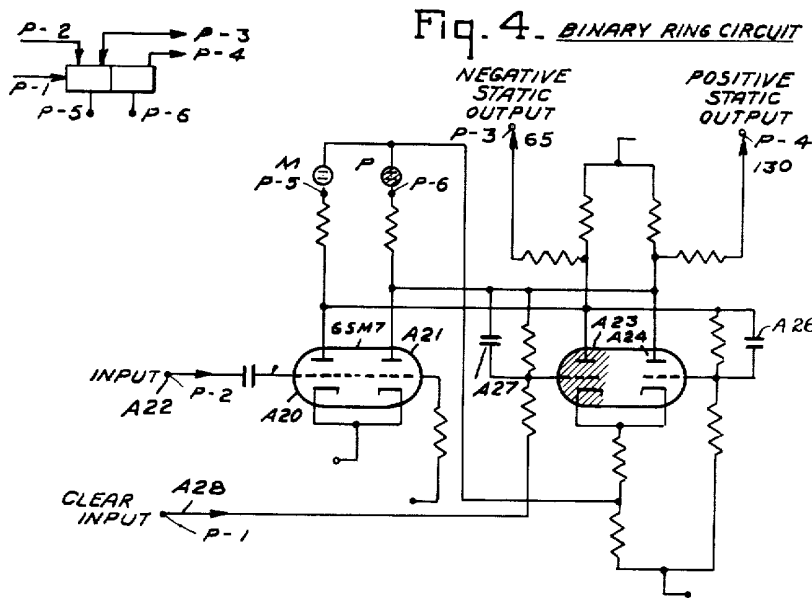 Fig. 4. BINARY RING CIRCUIT
P-2
P-3
P-4
P-1
P-5
P-6
NEGATIVE
STATIC
OUTPUT
P-3
65
POSITIVE
STATIC
OUTPUT
P-4
130
M
P-5
P
P-6
6SM7
A21
A23
A24
A26
A27
INPUT
P-2
A22
A20
CLEAR
INPUT
A28
P-1